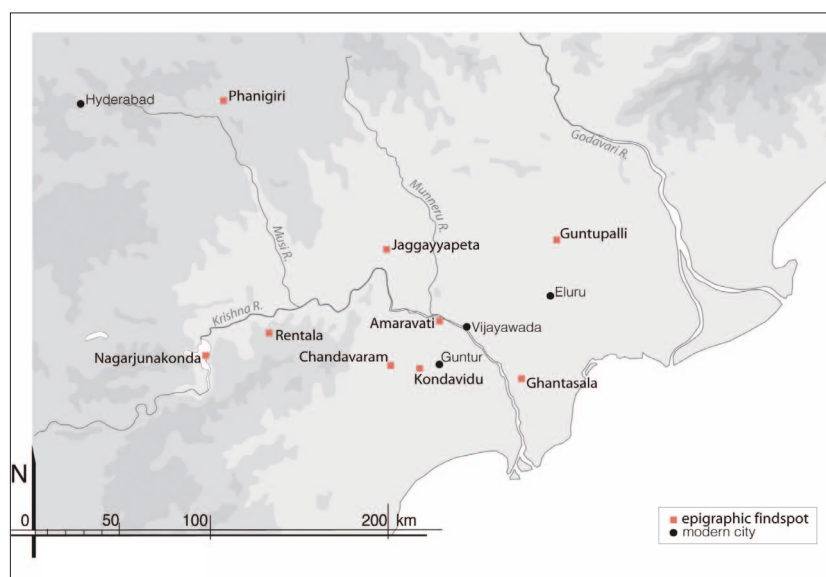 Hyderabad
Phanigiri
Godavari R.
Munneru R.
Musi R.
Guntupalli
Jaggayyapeta
Eluru
Krishna R.
Amaravati
Vijayawada
Rentala
Nagarjunakonda
Chandavaram
Guntur
Kondavidu
Ghantasala
N
0 50 100 200 km
epigraphic findspot
modern city